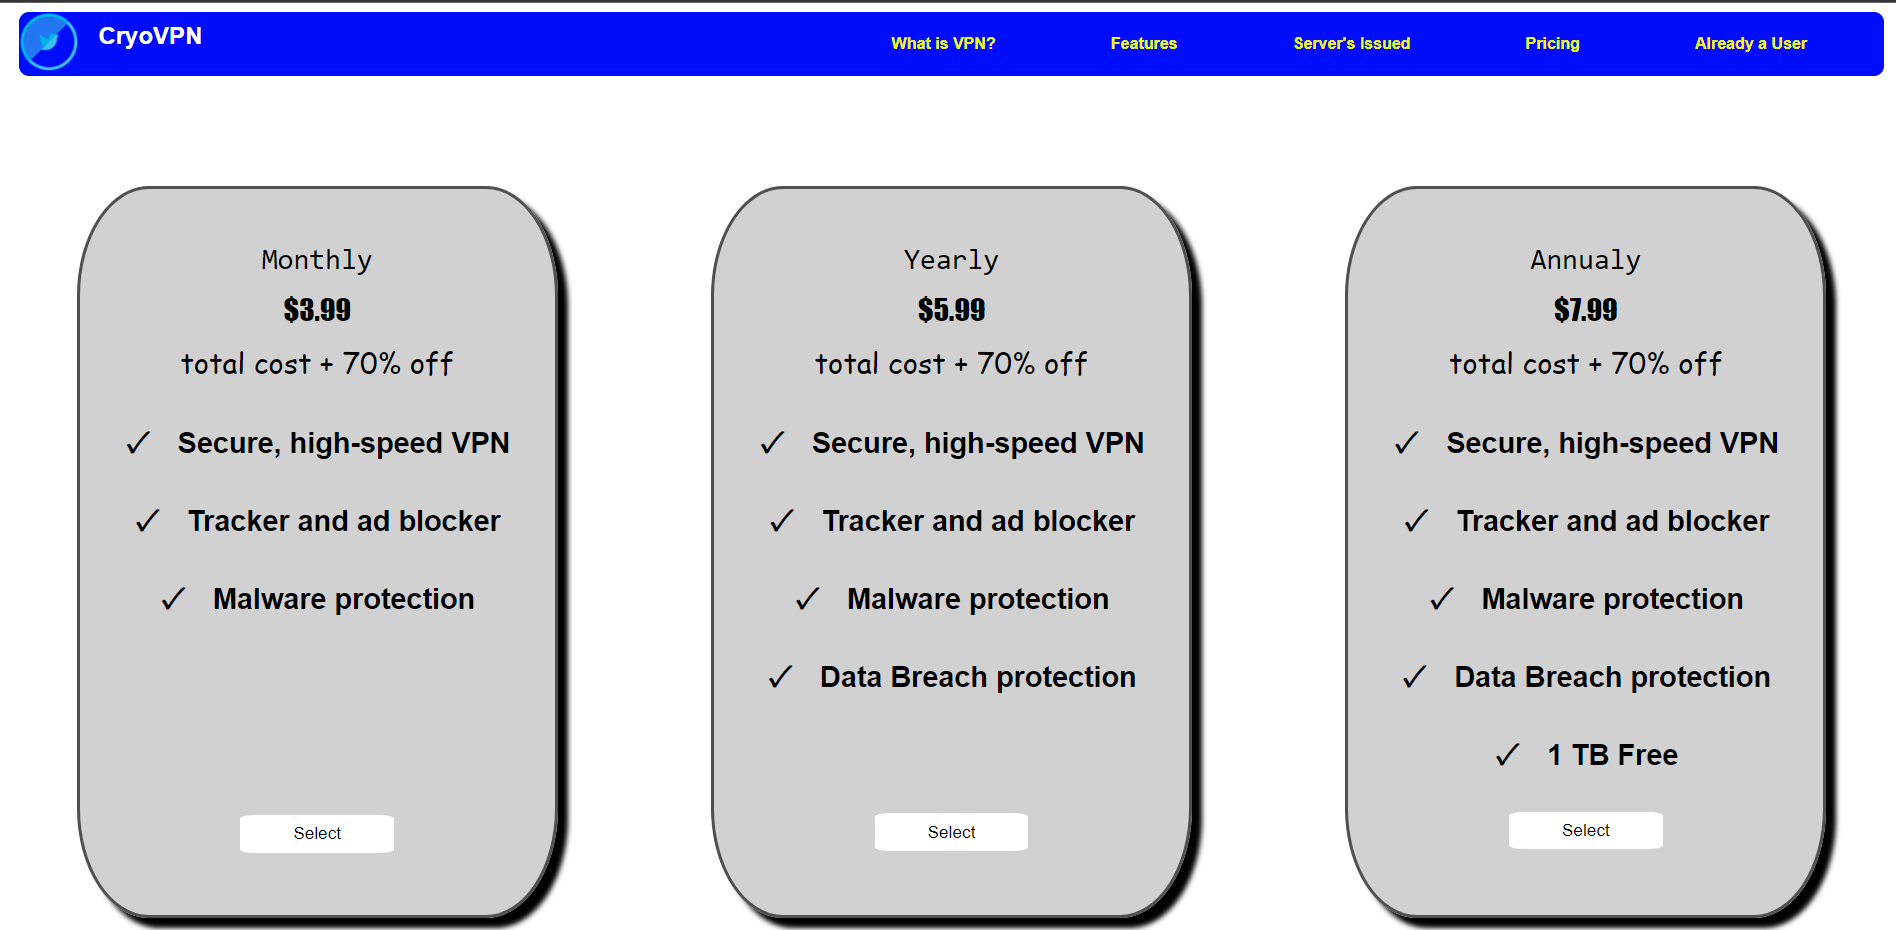 CryoVPN
What is VPN?
Features
Server's Issued
Pricing
Already a User
Monthly
$3.99
total cost + 70% off
✓ Secure, high-speed VPN
✓ Tracker and ad blocker
✓ Malware protection
Select
Yearly
$5.99
total cost + 70% off
✓ Secure, high-speed VPN
✓ Tracker and ad blocker
✓ Malware protection
✓ Data Breach protection
Select
Annualy
$7.99
total cost + 70% off
✓ Secure, high-speed VPN
✓ Tracker and ad blocker
✓ Malware protection
✓ Data Breach protection
✓ 1 TB Free
Select